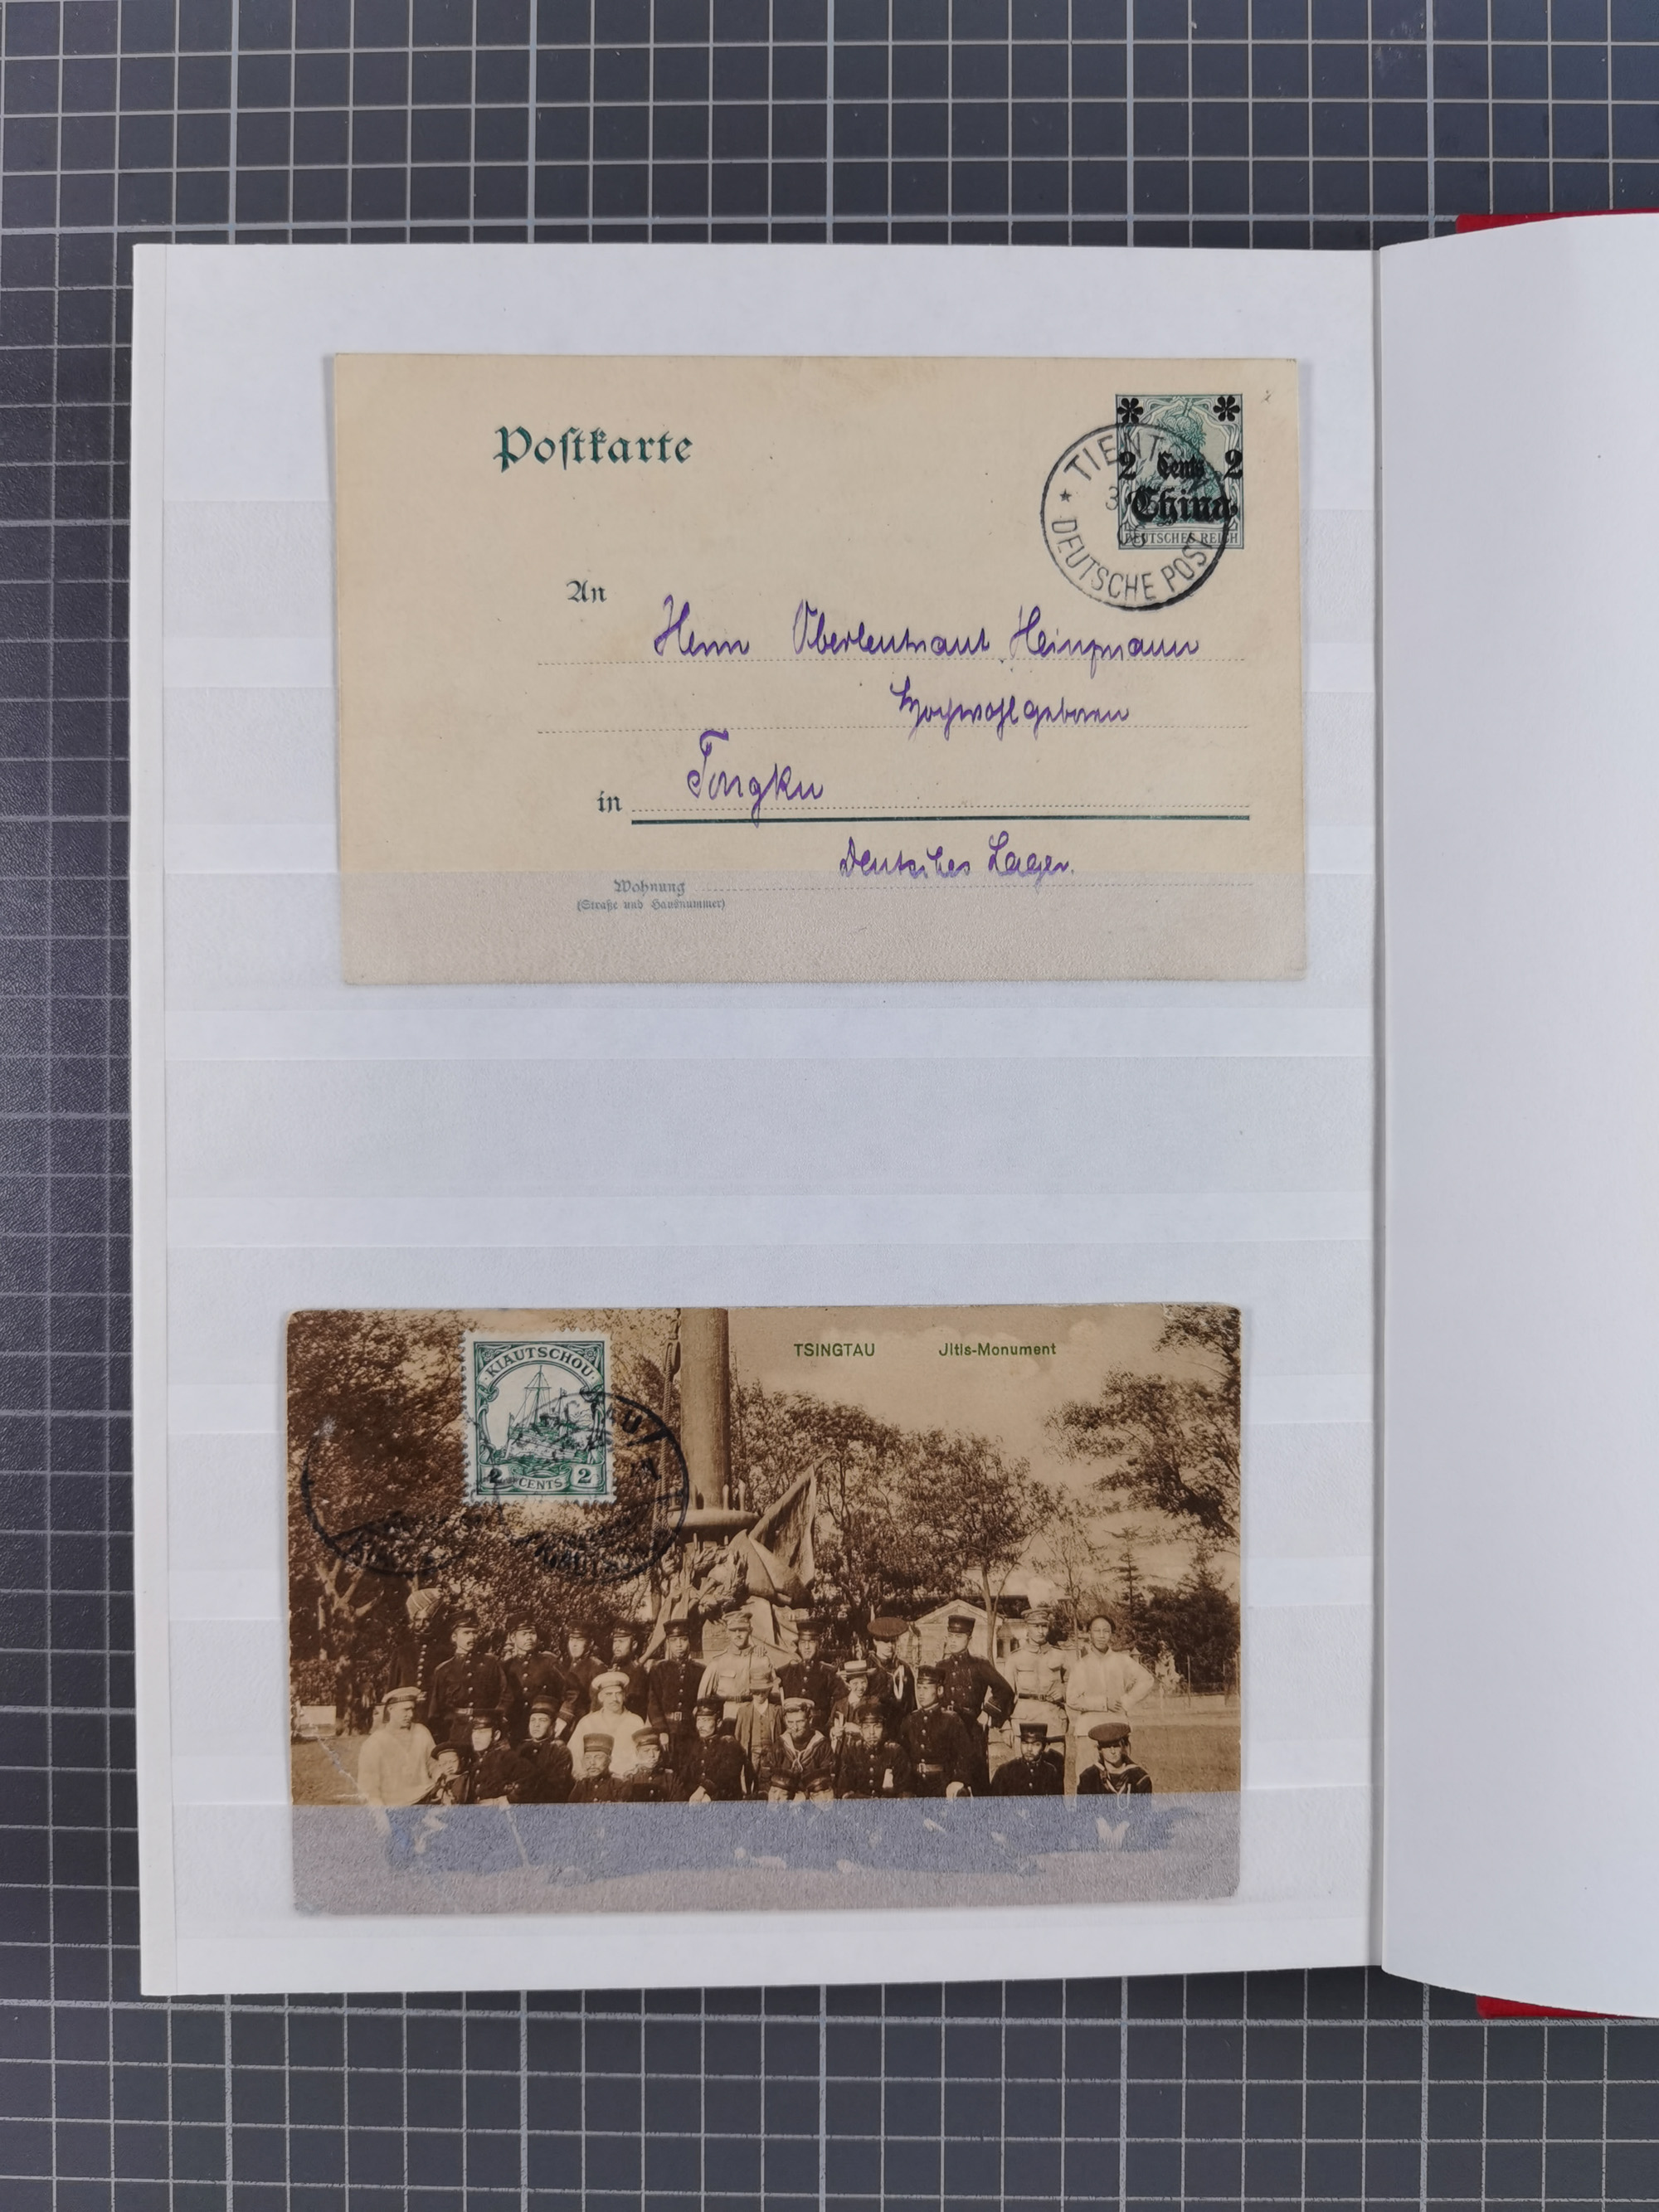 Postkarte
2 Cents 2
China
DEUTSCHES REICH
DEUTSCHE POST
An
Herrn Oberleutnant
Hochwohlgeboren
in Tongku
Deutsches Lager.
Wohnung
(Straße und Hausnummer)
TSINGTAU Jltis-Monument
KIAUTSCHOU
2 CENTS 2